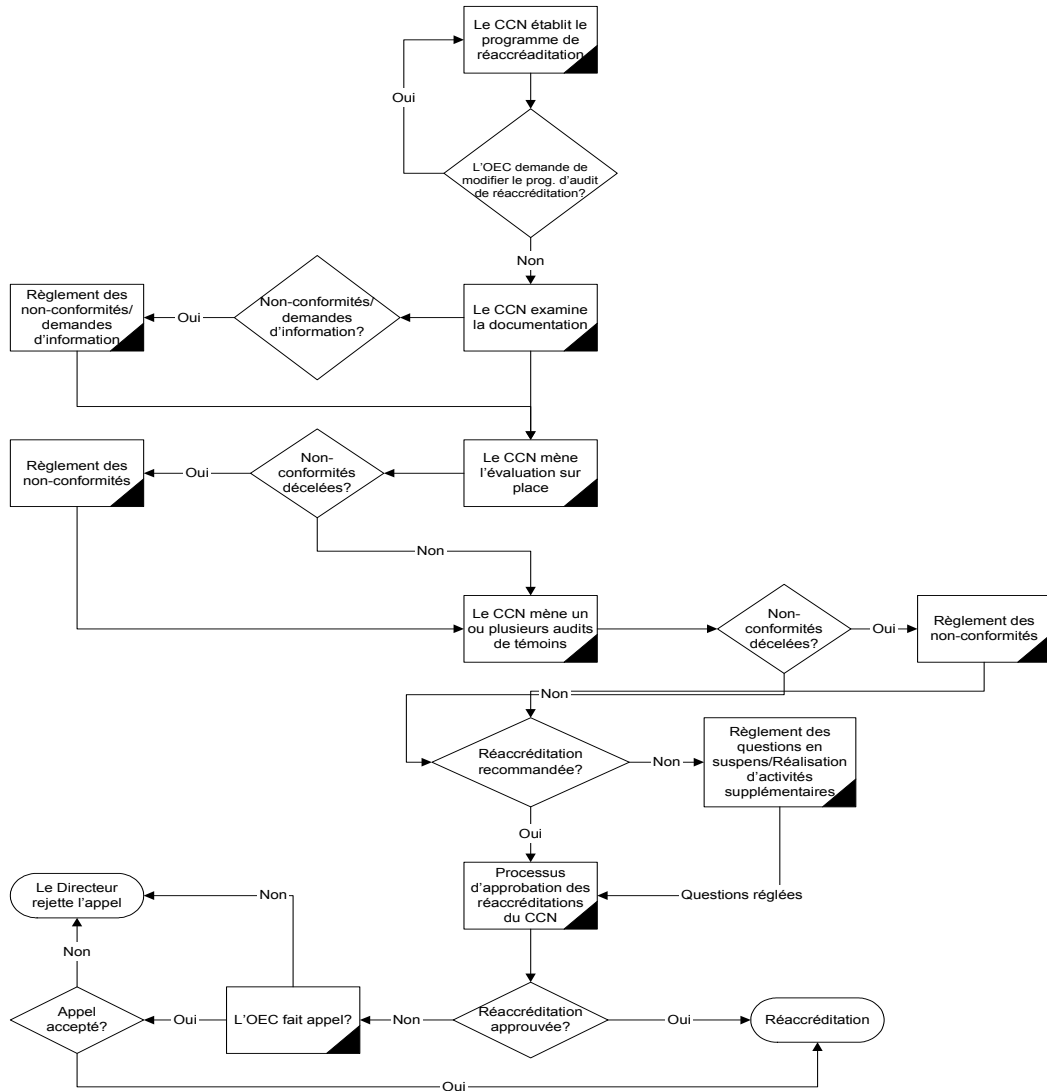 Le CCN établit le
programme de
réaccréaditation
Oui
L'OEC demande de
modifier le prog. d'audit
de réaccréditation?
Non
Règlement des
non-conformités/
demandes
d'information
Oui
Non-conformités/
demandes
d'information?
Le CCN examine
la documentation
Règlement des
non-conformités
Oui
Non-
conformités
décelées?
Le CCN mène
l'évaluation sur
place
Non
Le CCN mène un
ou plusieurs audits
de témoins
Non-
conformités
décelées?
Oui
Règlement des
non-conformités
Non
Réaccréditation
recommandée?
Non
Règlement des
questions en
suspens/Réalisation
d'activités
supplémentaires
Oui
Processus
d'approbation des
réaccréditations
du CCN
Questions réglées
Le Directeur
rejette l'appel
Non
Non
Appel
accepté?
Oui
L'OEC fait appel?
Non
Réaccréditation
approuvée?
Oui
Réaccréditation
Oui